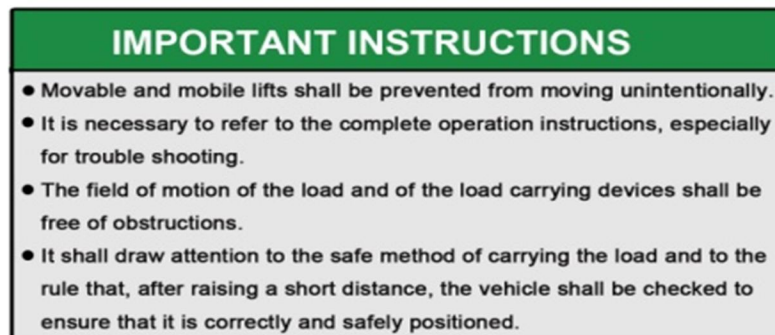 IMPORTANT INSTRUCTIONS
● Movable and mobile lifts shall be prevented from moving unintentionally.
● It is necessary to refer to the complete operation instructions, especially
for trouble shooting.
● The field of motion of the load and of the load carrying devices shall be
free of obstructions.
● It shall draw attention to the safe method of carrying the load and to the
rule that, after raising a short distance, the vehicle shall be checked to
ensure that it is correctly and safely positioned.